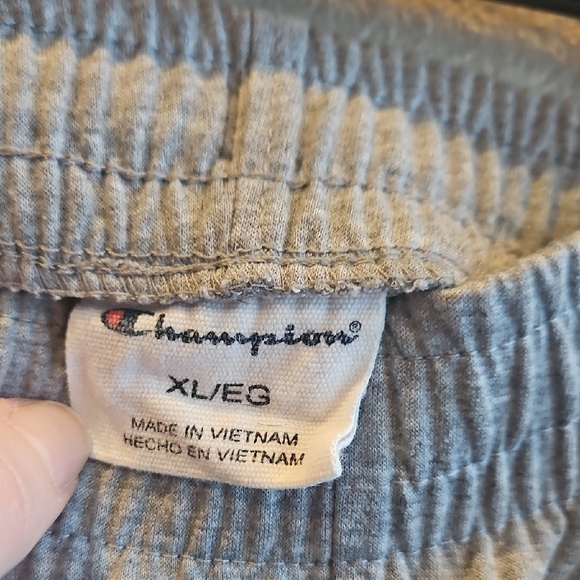 Champion®
XL/EG
MADE IN VIETNAM
HECHO EN VIETNAM